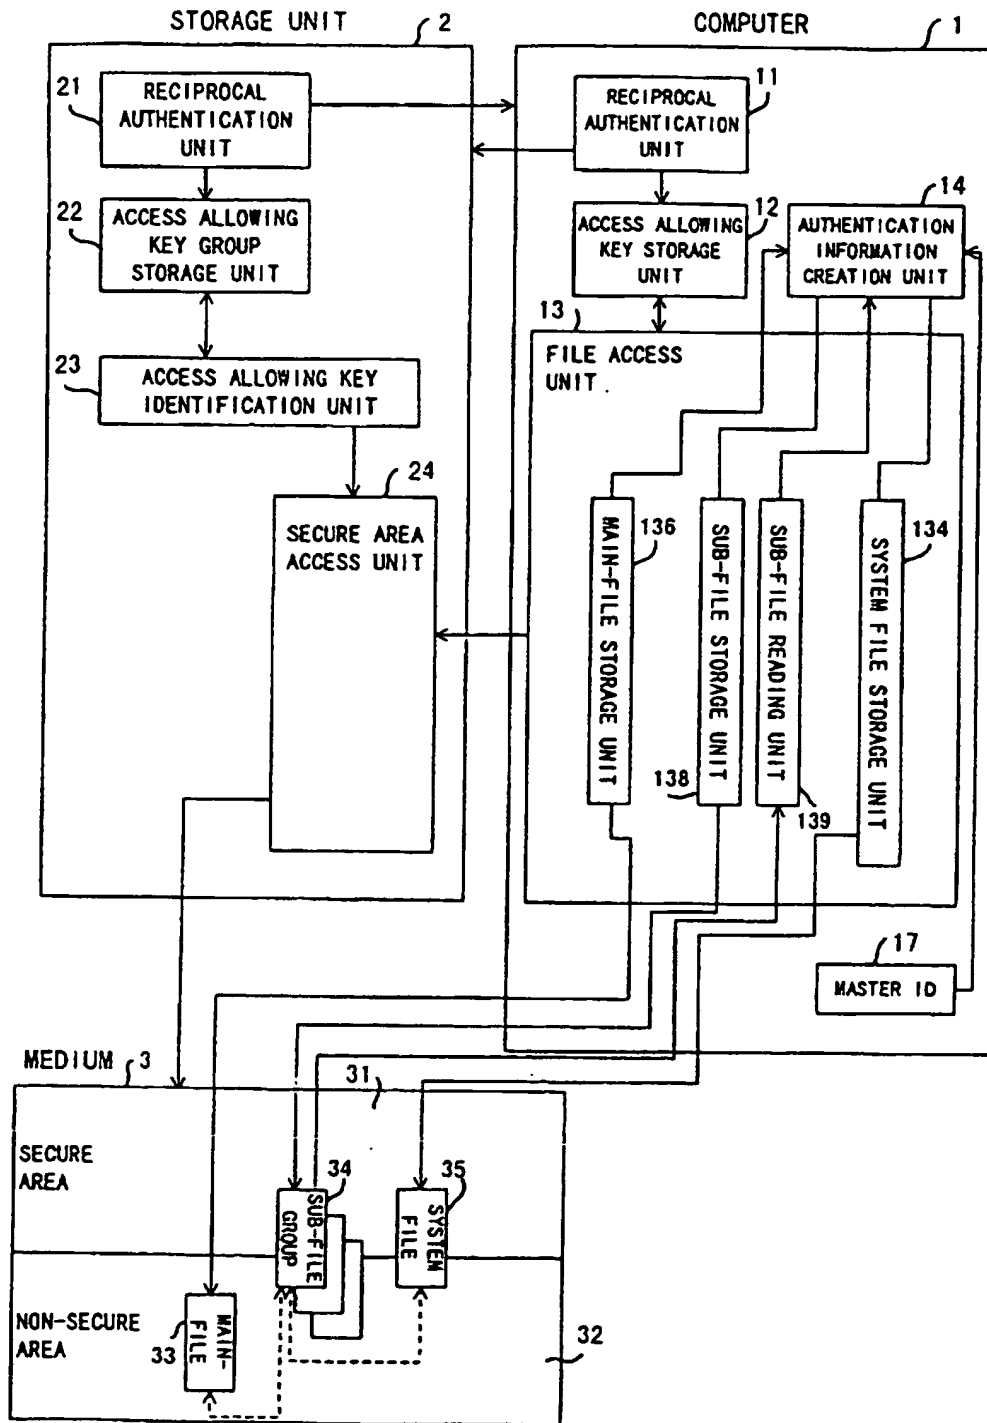 STORAGE UNIT
2
COMPUTER
1
21
RECIPROCAL
AUTHENTICATION
UNIT
11
RECIPROCAL
AUTHENTICATION
UNIT
22
ACCESS ALLOWING
KEY GROUP
STORAGE UNIT
12
ACCESS ALLOWING
KEY STORAGE
UNIT
14
AUTHENTICATION
INFORMATION
CREATION UNIT
13
FILE ACCESS
UNIT
23
ACCESS ALLOWING KEY
IDENTIFICATION UNIT
24
SECURE AREA
ACCESS UNIT
MAIN-FILE STORAGE UNIT
136
SUB-FILE STORAGE UNIT
138
SUB-FILE READING UNIT
139
SYSTEM FILE STORAGE UNIT
134
17
MASTER ID
MEDIUM 3
31
SECURE
AREA
34
SUB-FILE
GROUP
35
SYSTEM
FILE
NON-SECURE
AREA
33
MAIN-
FILE
32